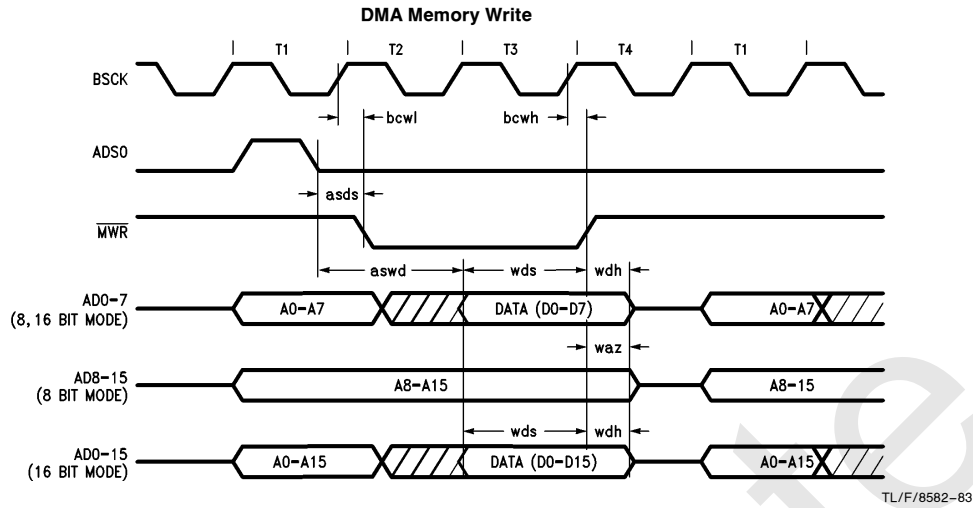 DMA Memory Write
T1 T2 T3 T4 T1
BSCK
bcwl bcwh
ADS0
asds
MWR
aswd wds wdh
AD0-7
(8, 16 BIT MODE)
A0-A7 DATA (D0-D7) A0-A7
waz
AD8-15
(8 BIT MODE)
A8-A15 A8-15
wds wdh
AD0-15
(16 BIT MODE)
A0-A15 DATA (D0-D15) A0-A15
TL/F/8582-83